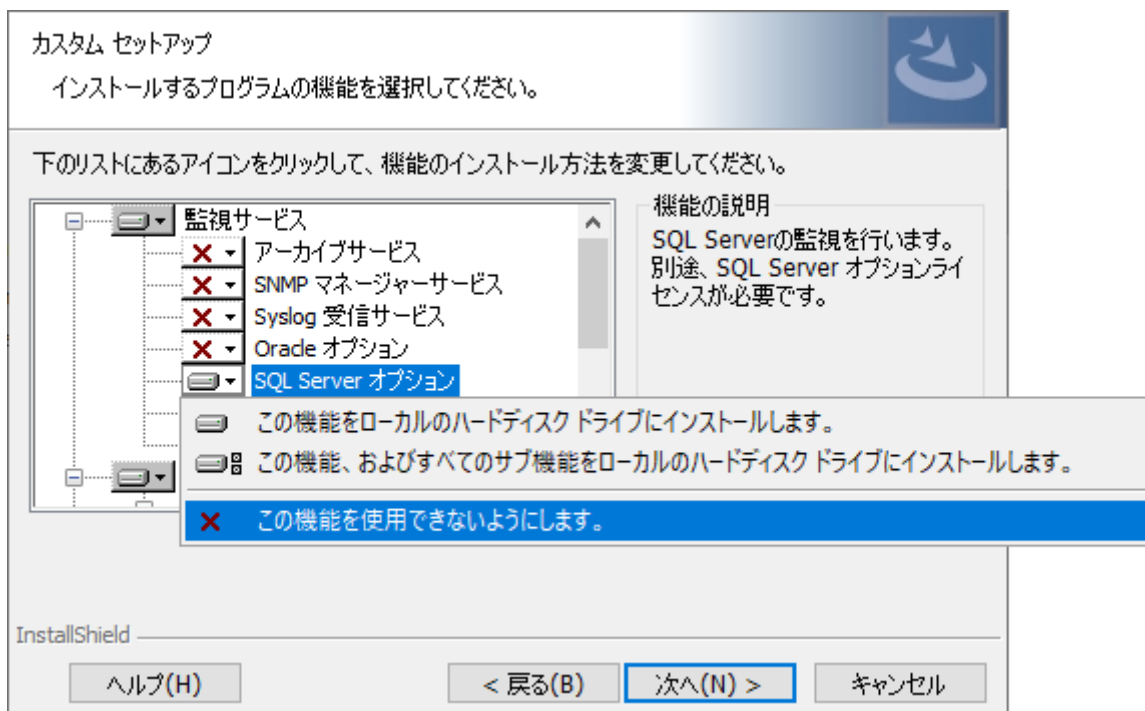 カスタム セットアップ
インストールするプログラムの機能を選択してください。
下のリストにあるアイコンをクリックして、機能のインストール方法を変更してください。
監視サービス
アーカイブサービス
SNMP マネージャーサービス
Syslog 受信サービス
Oracle オプション
SQL Server オプション
機能の説明
SQL Serverの監視を行います。
別途、SQL Server オプションライ
センスが必要です。
この機能をローカルのハードディスク ドライブにインストールします。
この機能、およびすべてのサブ機能をローカルのハードディスク ドライブにインストールします。
この機能を使用できないようにします。
InstallShield
ヘルプ(H)
< 戻る(B)
次へ(N) >
キャンセル